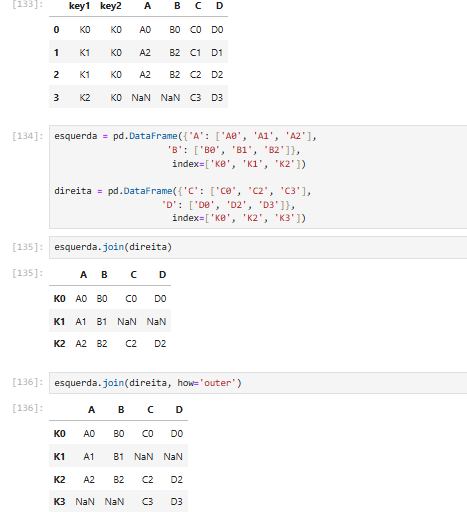 [133]:
key1 key2 A B C D
0 K0 K0 A0 B0 C0 D0
1 K1 K0 A2 B2 C1 D1
2 K1 K0 A2 B2 C2 D2
3 K2 K0 NaN NaN C3 D3
[134]: esquerda = pd.DataFrame({'A': ['A0', 'A1', 'A2'],
'B': ['B0', 'B1', 'B2']},
index=['K0', 'K1', 'K2'])
direita = pd.DataFrame({'C': ['C0', 'C2', 'C3'],
'D': ['D0', 'D2', 'D3']},
index=['K0', 'K2', 'K3'])
[135]: esquerda.join(direita)
[135]:
A B C D
K0 A0 B0 C0 D0
K1 A1 B1 NaN NaN
K2 A2 B2 C2 D2
[136]: esquerda.join(direita, how='outer')
[136]:
A B C D
K0 A0 B0 C0 D0
K1 A1 B1 NaN NaN
K2 A2 B2 C2 D2
K3 NaN NaN C3 D3